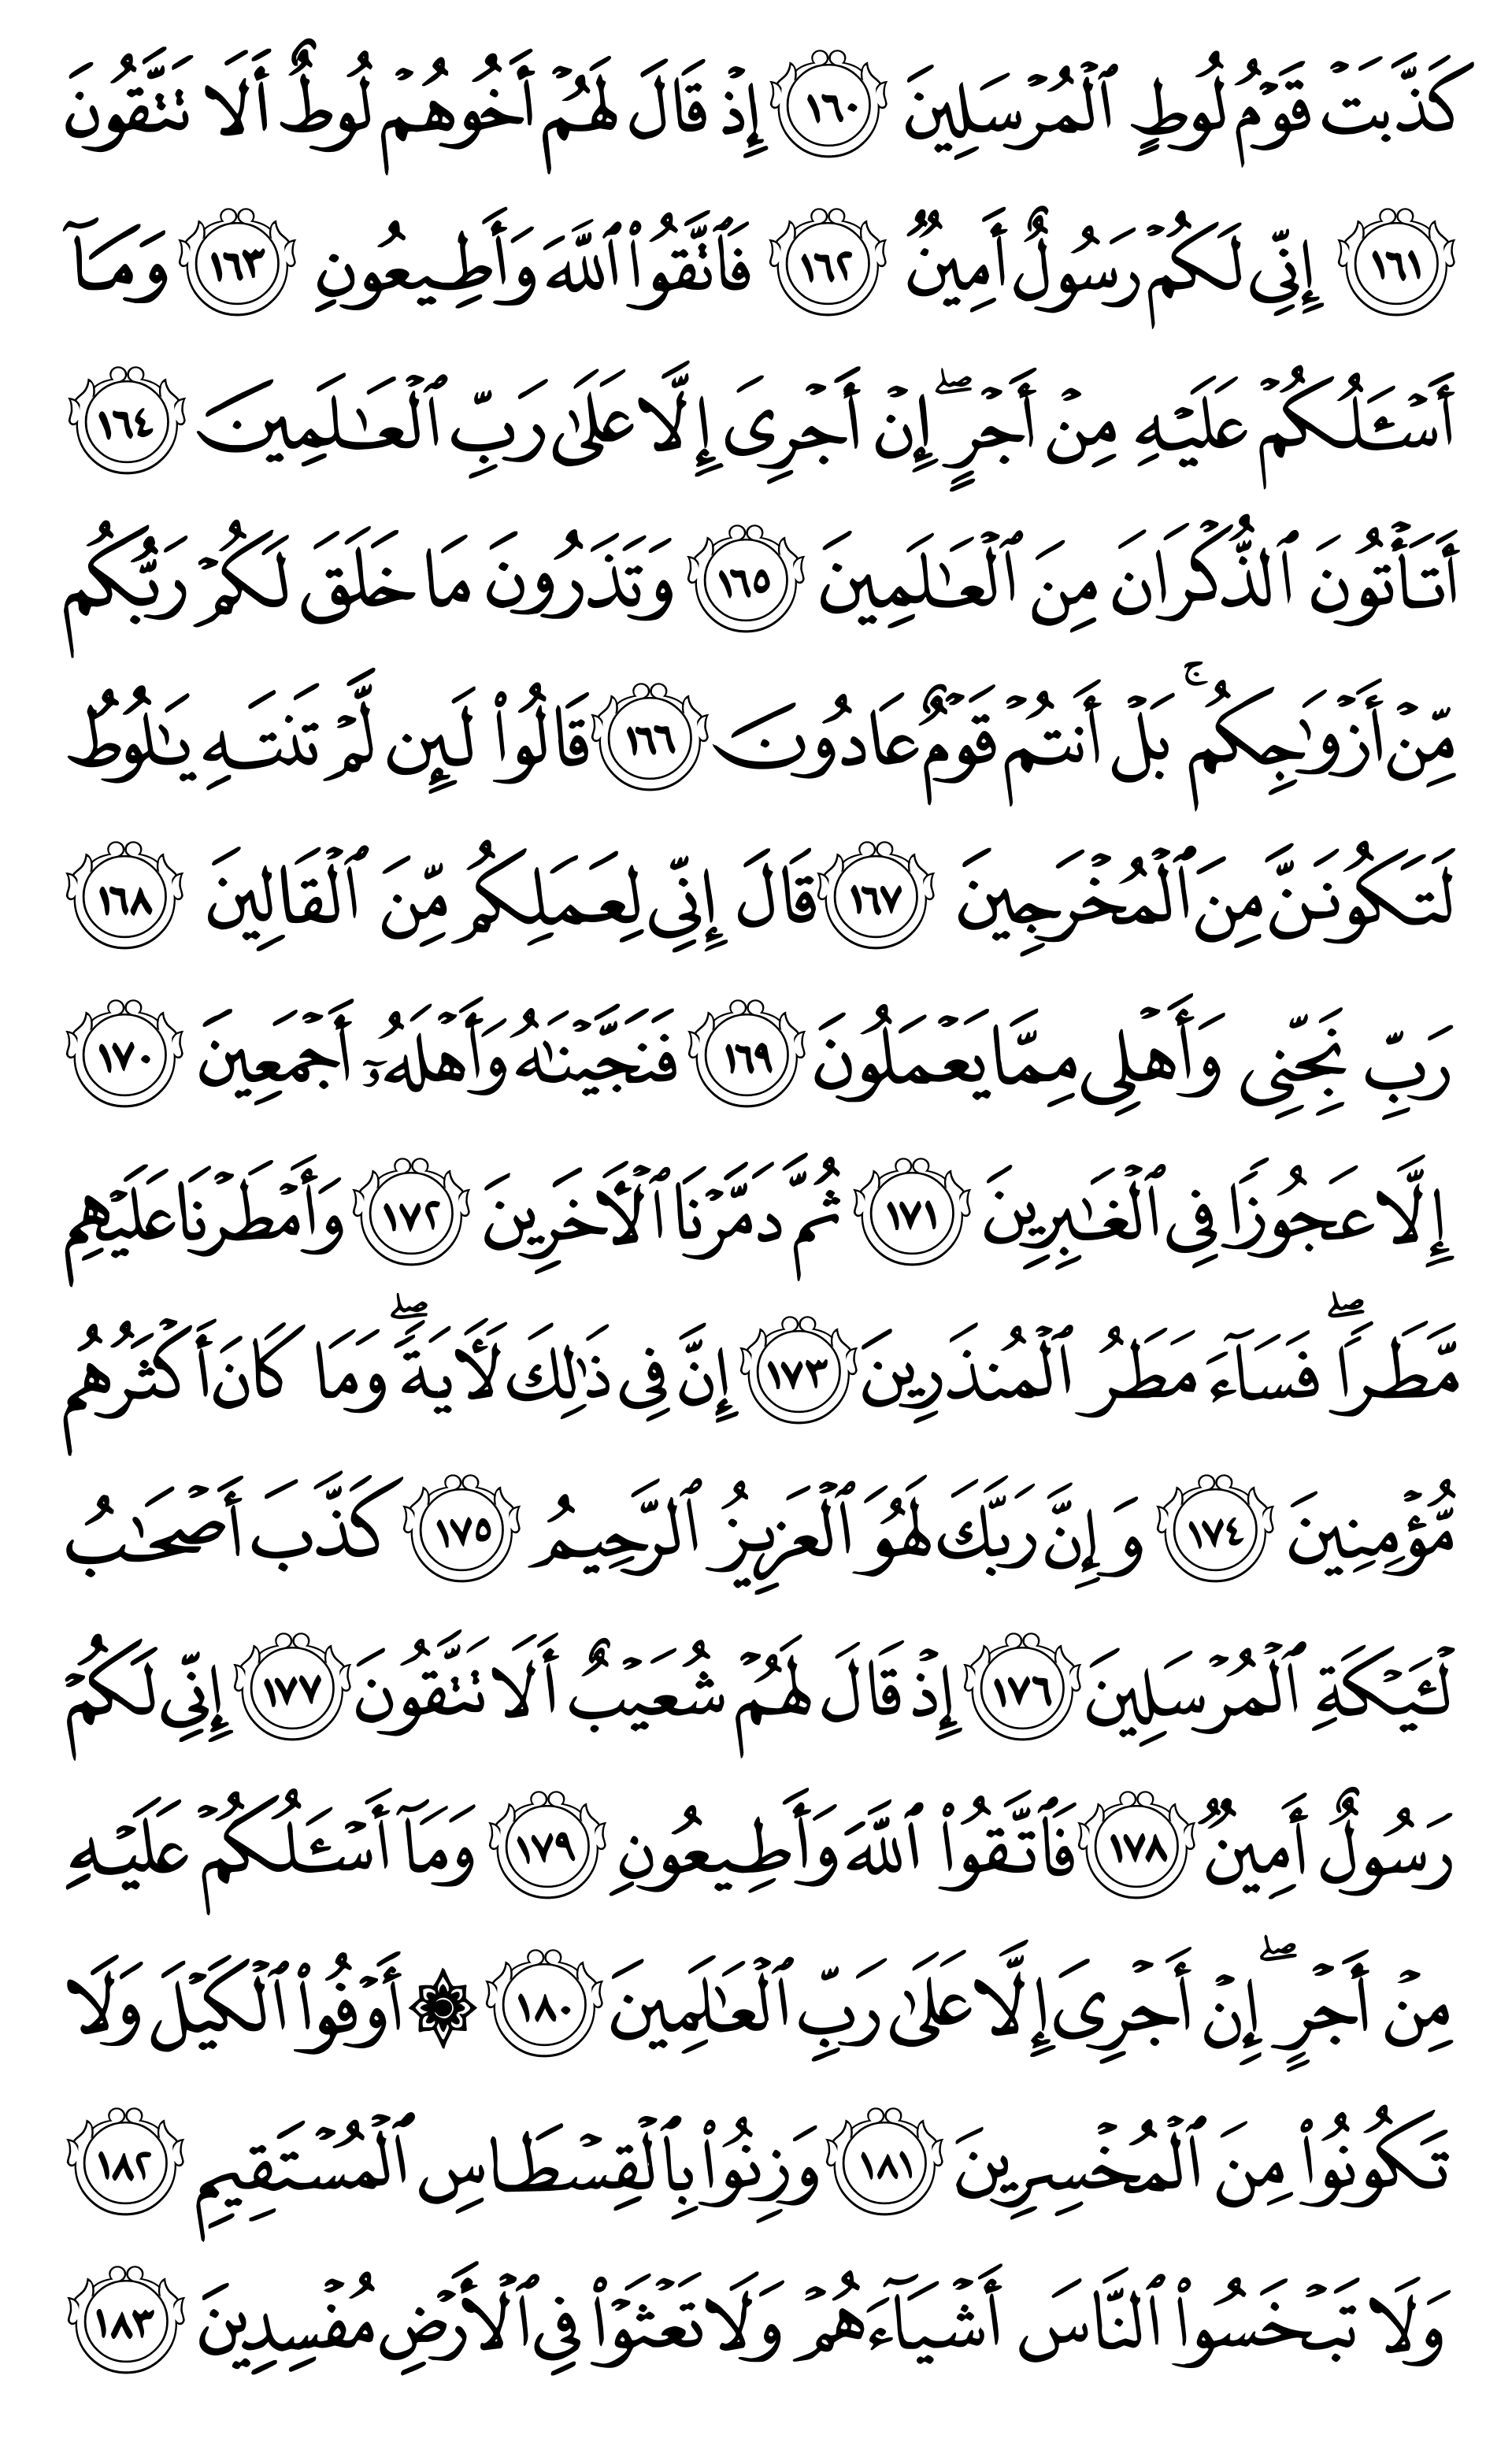 كَذَّبَتۡ قَوۡمُ لُوطٍ ٱلۡمُرۡسَلِينَ ١٦٠ إِذۡ قَالَ لَهُمۡ أَخُوهُمۡ لُوطٌ أَلَا تَتَّقُونَ
١٦١ إِنِّي لَكُمۡ رَسُولٌ أَمِينٞ ١٦٢ فَٱتَّقُواْ ٱللَّهَ وَأَطِيعُونِ ١٦٣ وَمَآ
أَسۡـَٔلُكُمۡ عَلَيۡهِ مِنۡ أَجۡرٍۖ إِنۡ أَجۡرِيَ إِلَّا عَلَىٰ رَبِّ ٱلۡعَٰلَمِينَ ١٦٤
أَتَأۡتُونَ ٱلذُّكۡرَانَ مِنَ ٱلۡعَٰلَمِينَ ١٦٥ وَتَذَرُونَ مَا خَلَقَ لَكُمۡ رَبُّكُم
مِّنۡ أَزۡوَٰجِكُمۚ بَلۡ أَنتُمۡ قَوۡمٌ عَادُونَ ١٦٦ قَالُواْ لَئِن لَّمۡ تَنتَهِ يَٰلُوطُ
لَتَكُونَنَّ مِنَ ٱلۡمُخۡرَجِينَ ١٦٧ قَالَ إِنِّي لِعَمَلِكُم مِّنَ ٱلۡقَالِينَ ١٦٨
رَبِّ نَجِّنِي وَأَهۡلِي مِمَّا يَعۡمَلُونَ ١٦٩ فَنَجَّيۡنَٰهُ وَأَهۡلَهُۥٓ أَجۡمَعِينَ ١٧٠
إِلَّا عَجُوزٗا فِي ٱلۡغَٰبِرِينَ ١٧١ ثُمَّ دَمَّرۡنَا ٱلۡأٓخَرِينَ ١٧٢ وَأَمۡطَرۡنَا عَلَيۡهِم
مَّطَرٗاۖ فَسَآءَ مَطَرُ ٱلۡمُنذَرِينَ ١٧٣ إِنَّ فِي ذَٰلِكَ لَأٓيَةٗۖ وَمَا كَانَ أَكۡثَرُهُم
مُّؤۡمِنِينَ ١٧٤ وَإِنَّ رَبَّكَ لَهُوَ ٱلۡعَزِيزُ ٱلرَّحِيمُ ١٧٥ كَذَّبَ أَصۡحَٰبُ
لۡـَٔيۡكَةِ ٱلۡمُرۡسَلِينَ ١٧٦ إِذۡ قَالَ لَهُمۡ شُعَيۡبٌ أَلَا تَتَّقُونَ ١٧٧ إِنِّي لَكُمۡ
رَسُولٌ أَمِينٞ ١٧٨ فَٱتَّقُواْ ٱللَّهَ وَأَطِيعُونِ ١٧٩ وَمَآ أَسۡـَٔلُكُمۡ عَلَيۡهِ
مِنۡ أَجۡرٍۖ إِنۡ أَجۡرِيَ إِلَّا عَلَىٰ رَبِّ ٱلۡعَٰلَمِينَ ١٨٠ ۞ أَوۡفُواْ ٱلۡكَيۡلَ وَلَا
تَكُونُواْ مِنَ ٱلۡمُخۡسِرِينَ ١٨١ وَزِنُواْ بِٱلۡقِسۡطَاسِ ٱلۡمُسۡتَقِيمِ ١٨٢
وَلَا تَبۡخَسُواْ ٱلنَّاسَ أَشۡيَآءَهُمۡ وَلَا تَعۡثَوۡاْ فِي ٱلۡأَرۡضِ مُفۡسِدِينَ ١٨٣